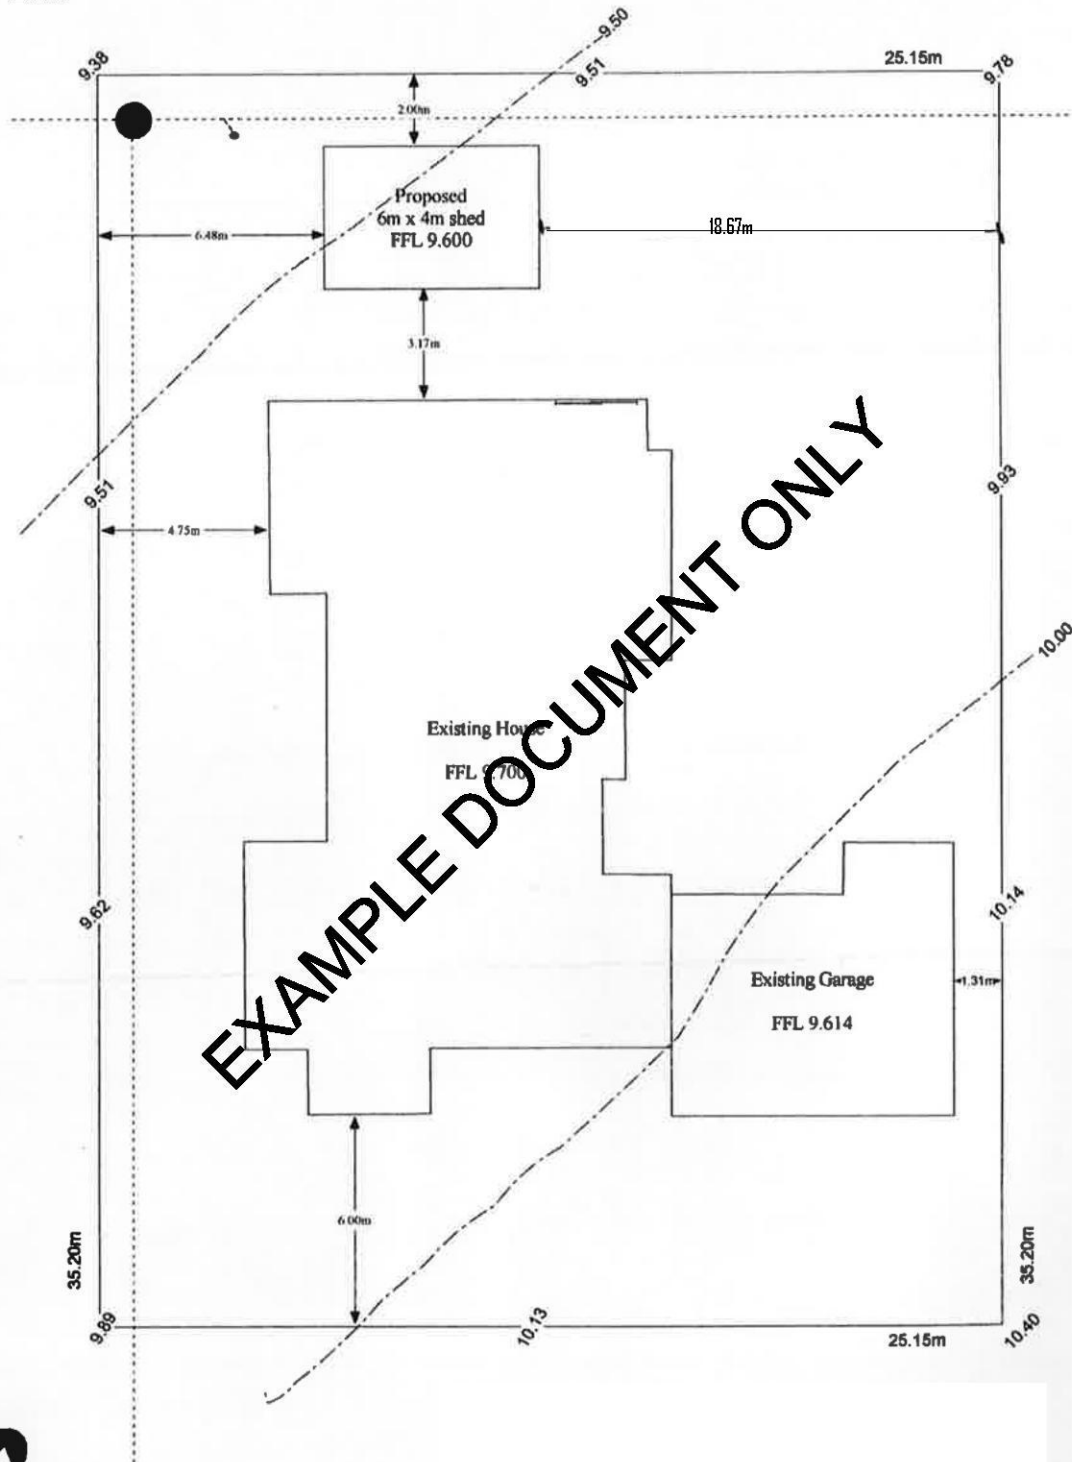 9.50
9.38
9.51
25.15m
9.78
2.00m
Proposed
6m x 4m shed
FFL 9.600
6.48m
18.67m
3.17m
9.51
9.93
4.75m
10.00
Existing House
FFL 9.700
EXAMPLE DOCUMENT ONLY
9.62
10.14
Existing Garage
FFL 9.614
1.31m
6.00m
35.20m
35.20m
9.89
10.13
25.15m
10.40